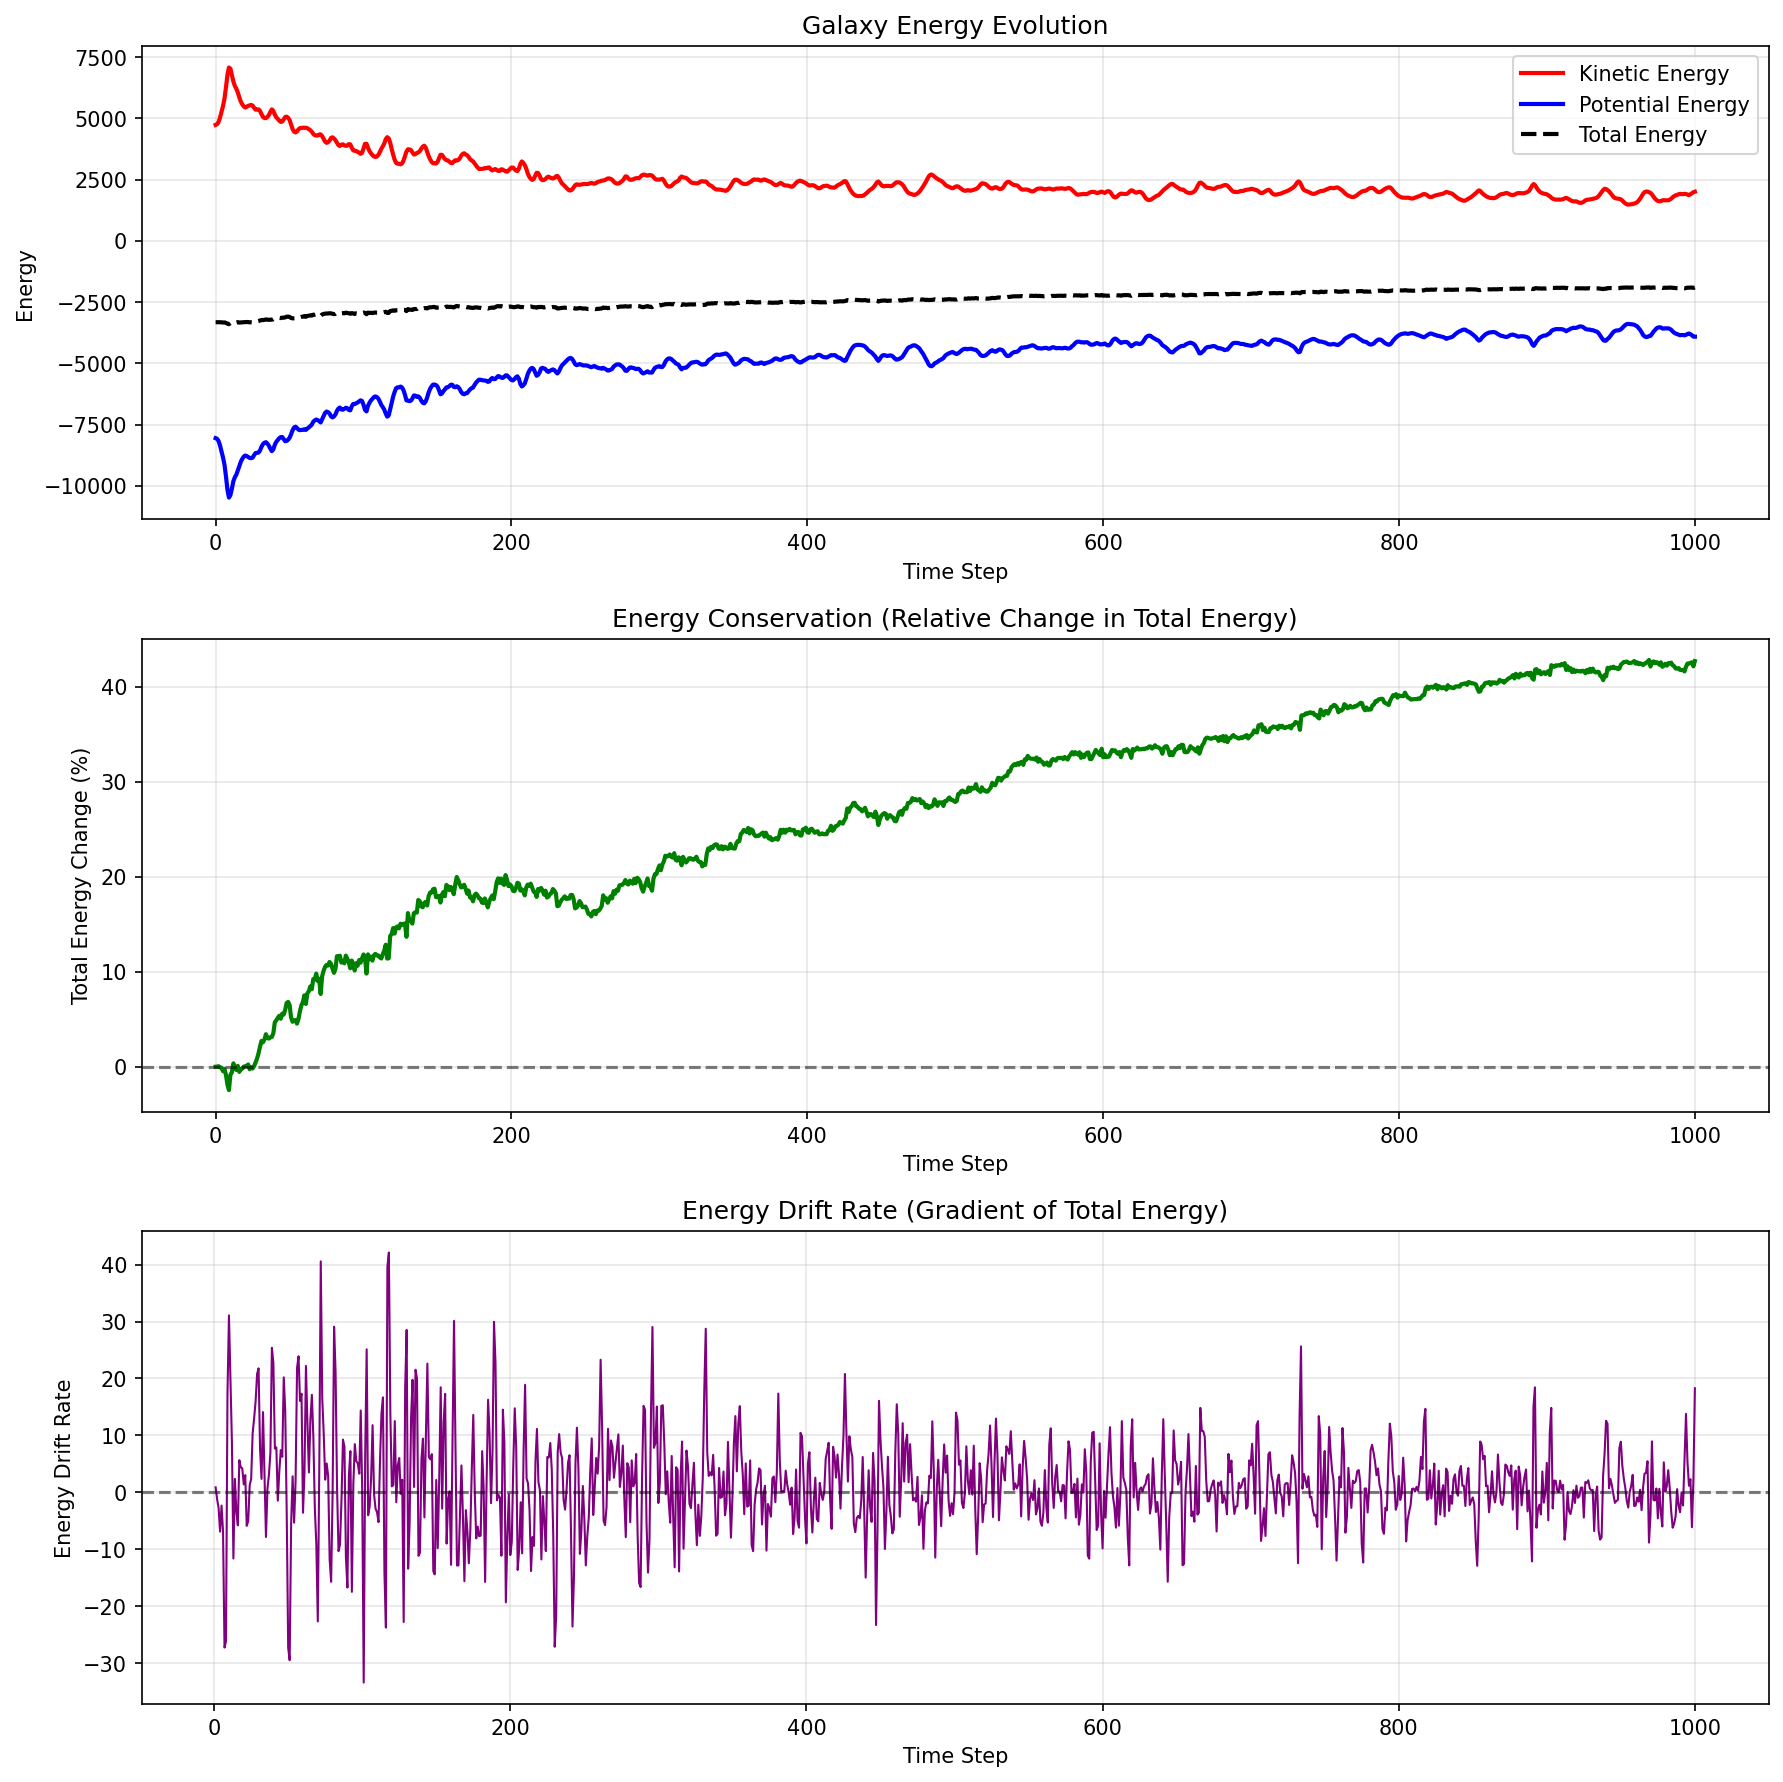 Galaxy Energy Evolution
Kinetic Energy
Potential Energy
Total Energy
7500
5000
2500
0
−2500
−5000
−7500
−10000
Energy
0 200 400 600 800 1000
Time Step
Energy Conservation (Relative Change in Total Energy)
40
30
20
10
0
Total Energy Change (%)
0 200 400 600 800 1000
Time Step
Energy Drift Rate (Gradient of Total Energy)
40
30
20
10
0
−10
−20
−30
Energy Drift Rate
0 200 400 600 800 1000
Time Step